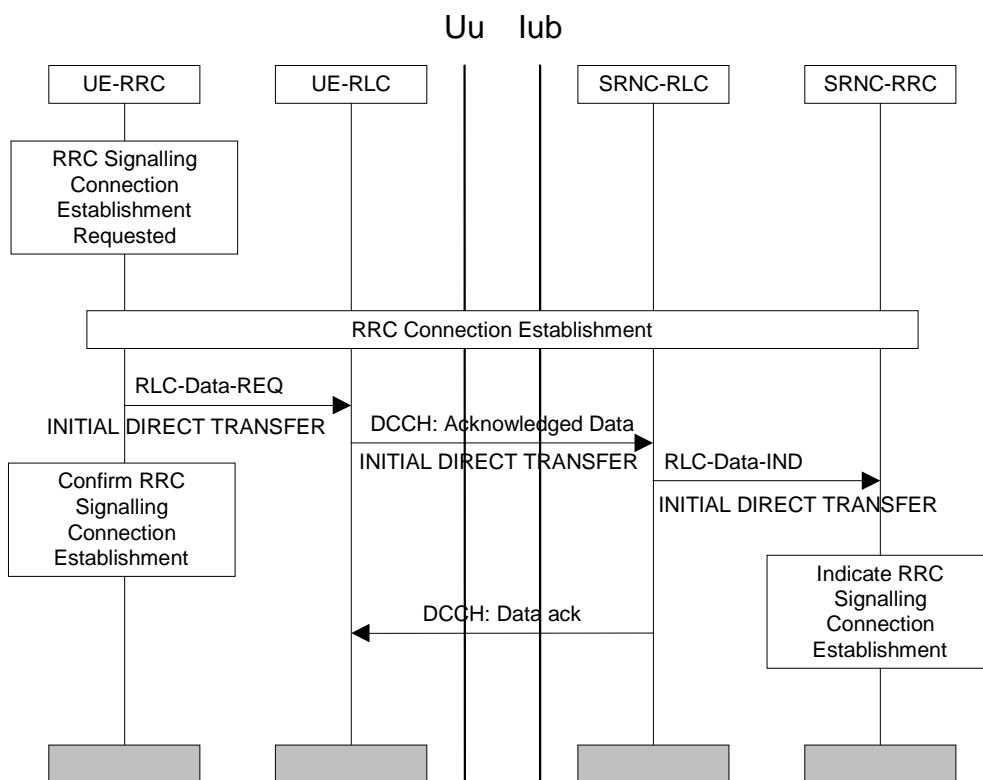 Uu Iub
UE-RRC UE-RLC SRNC-RLC SRNC-RRC
RRC Signalling
Connection
Establishment
Requested
RRC Connection Establishment
RLC-Data-REQ
INITIAL DIRECT TRANSFER
DCCH: Acknowledged Data
INITIAL DIRECT TRANSFER
RLC-Data-IND
INITIAL DIRECT TRANSFER
Confirm RRC
Signalling
Connection
Establishment
Indicate RRC
Signalling
Connection
Establishment
DCCH: Data ack